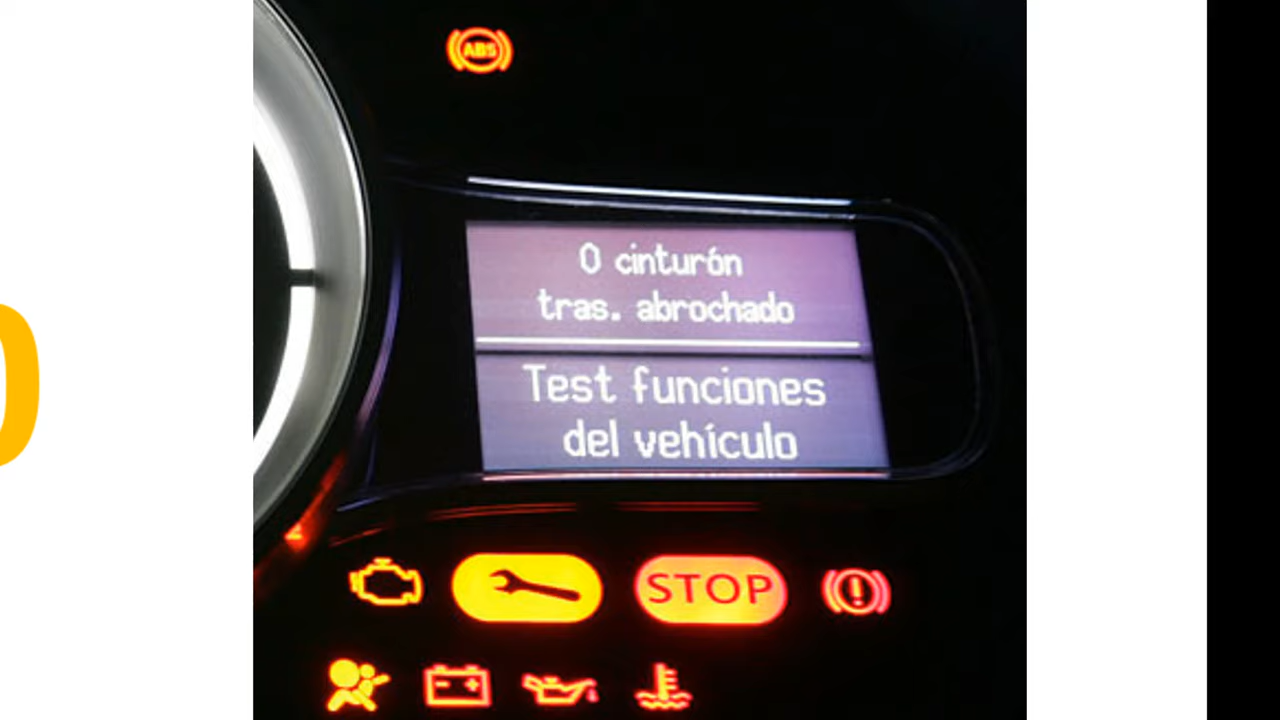 ABS
0 cinturón
tras. abrochado
Test funciones
del vehículo
STOP